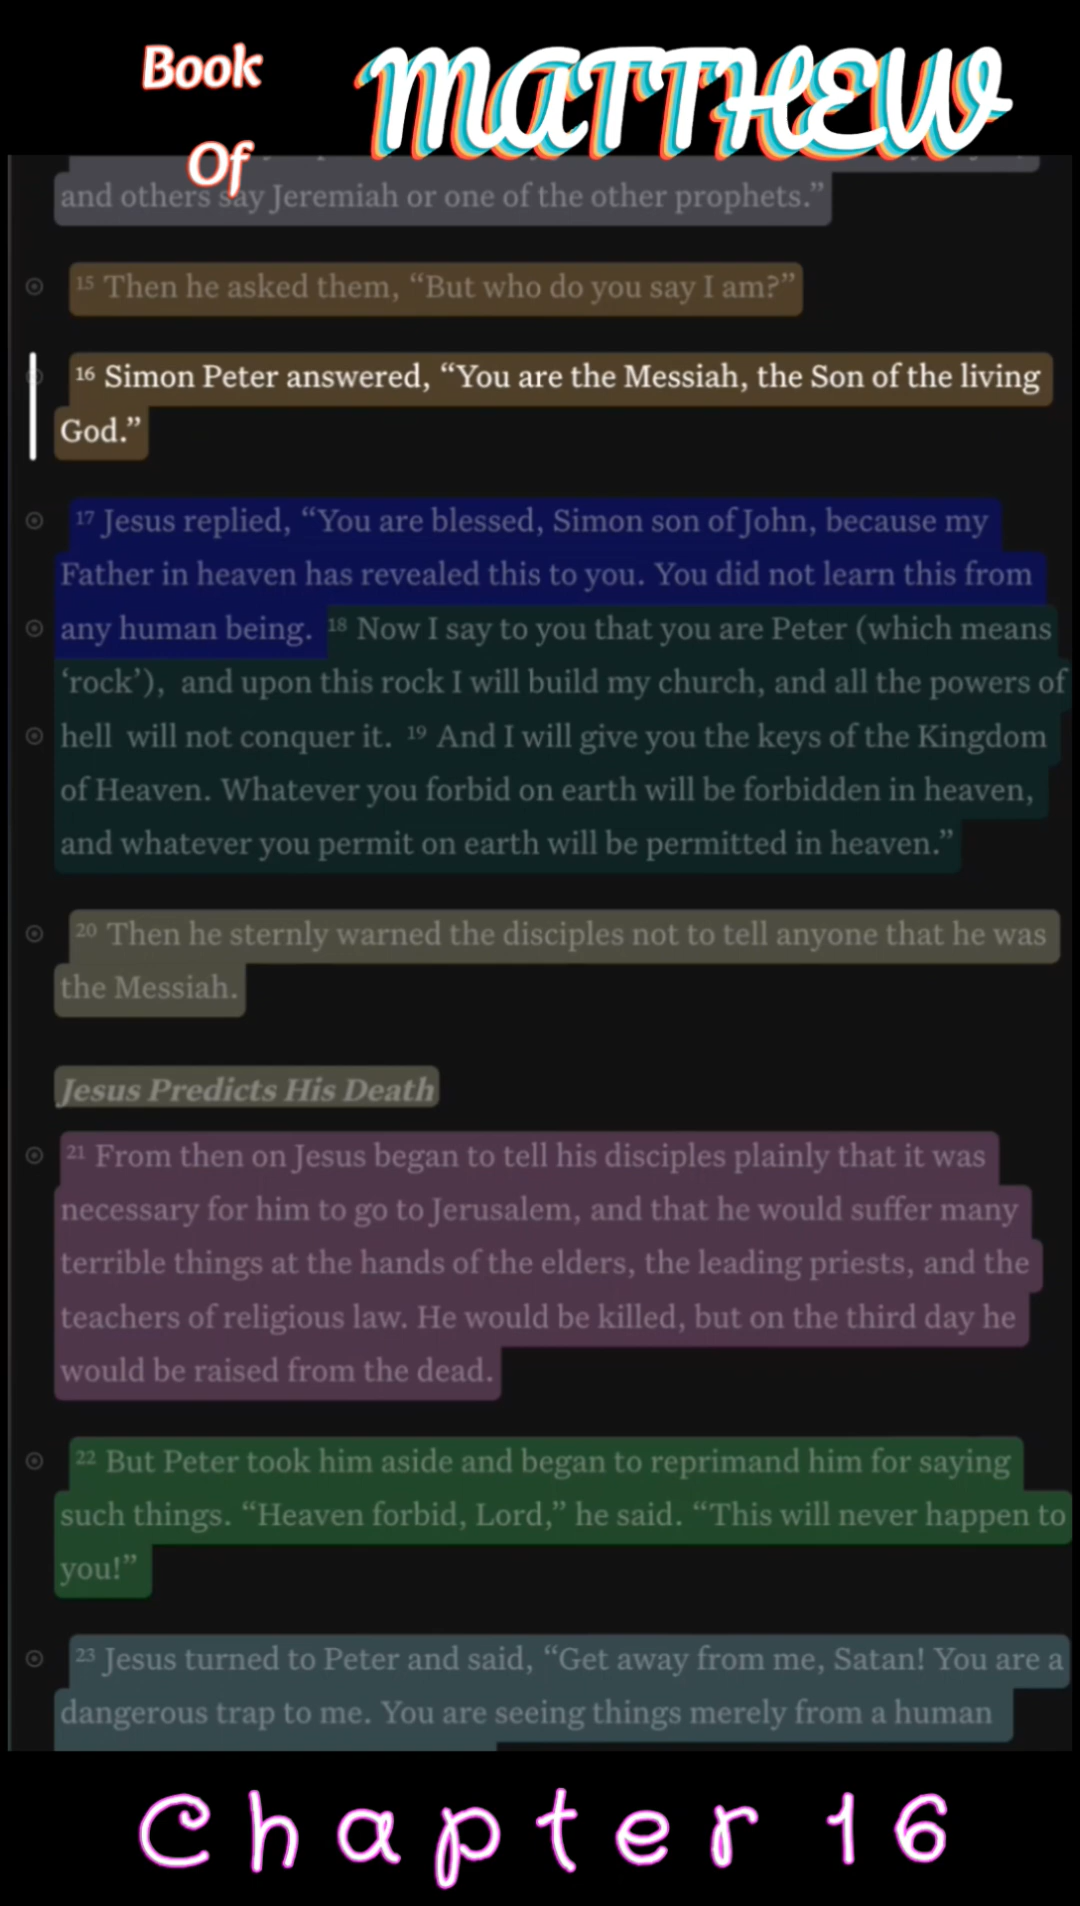 Book
Of
MATTHEW
and others say Jeremiah or one of the other prophets.”
15 Then he asked them, “But who do you say I am?”
16 Simon Peter answered, “You are the Messiah, the Son of the living
God.”
17 Jesus replied, “You are blessed, Simon son of John, because my
Father in heaven has revealed this to you. You did not learn this from
any human being. 18 Now I say to you that you are Peter (which means
‘rock’), and upon this rock I will build my church, and all the powers of
hell will not conquer it. 19 And I will give you the keys of the Kingdom
of Heaven. Whatever you forbid on earth will be forbidden in heaven,
and whatever you permit on earth will be permitted in heaven.”
20 Then he sternly warned the disciples not to tell anyone that he was
the Messiah.
Jesus Predicts His Death
21 From then on Jesus began to tell his disciples plainly that it was
necessary for him to go to Jerusalem, and that he would suffer many
terrible things at the hands of the elders, the leading priests, and the
teachers of religious law. He would be killed, but on the third day he
would be raised from the dead.
22 But Peter took him aside and began to reprimand him for saying
such things. “Heaven forbid, Lord,” he said. “This will never happen to
you!”
23 Jesus turned to Peter and said, “Get away from me, Satan! You are a
dangerous trap to me. You are seeing things merely from a human
Chapter 16